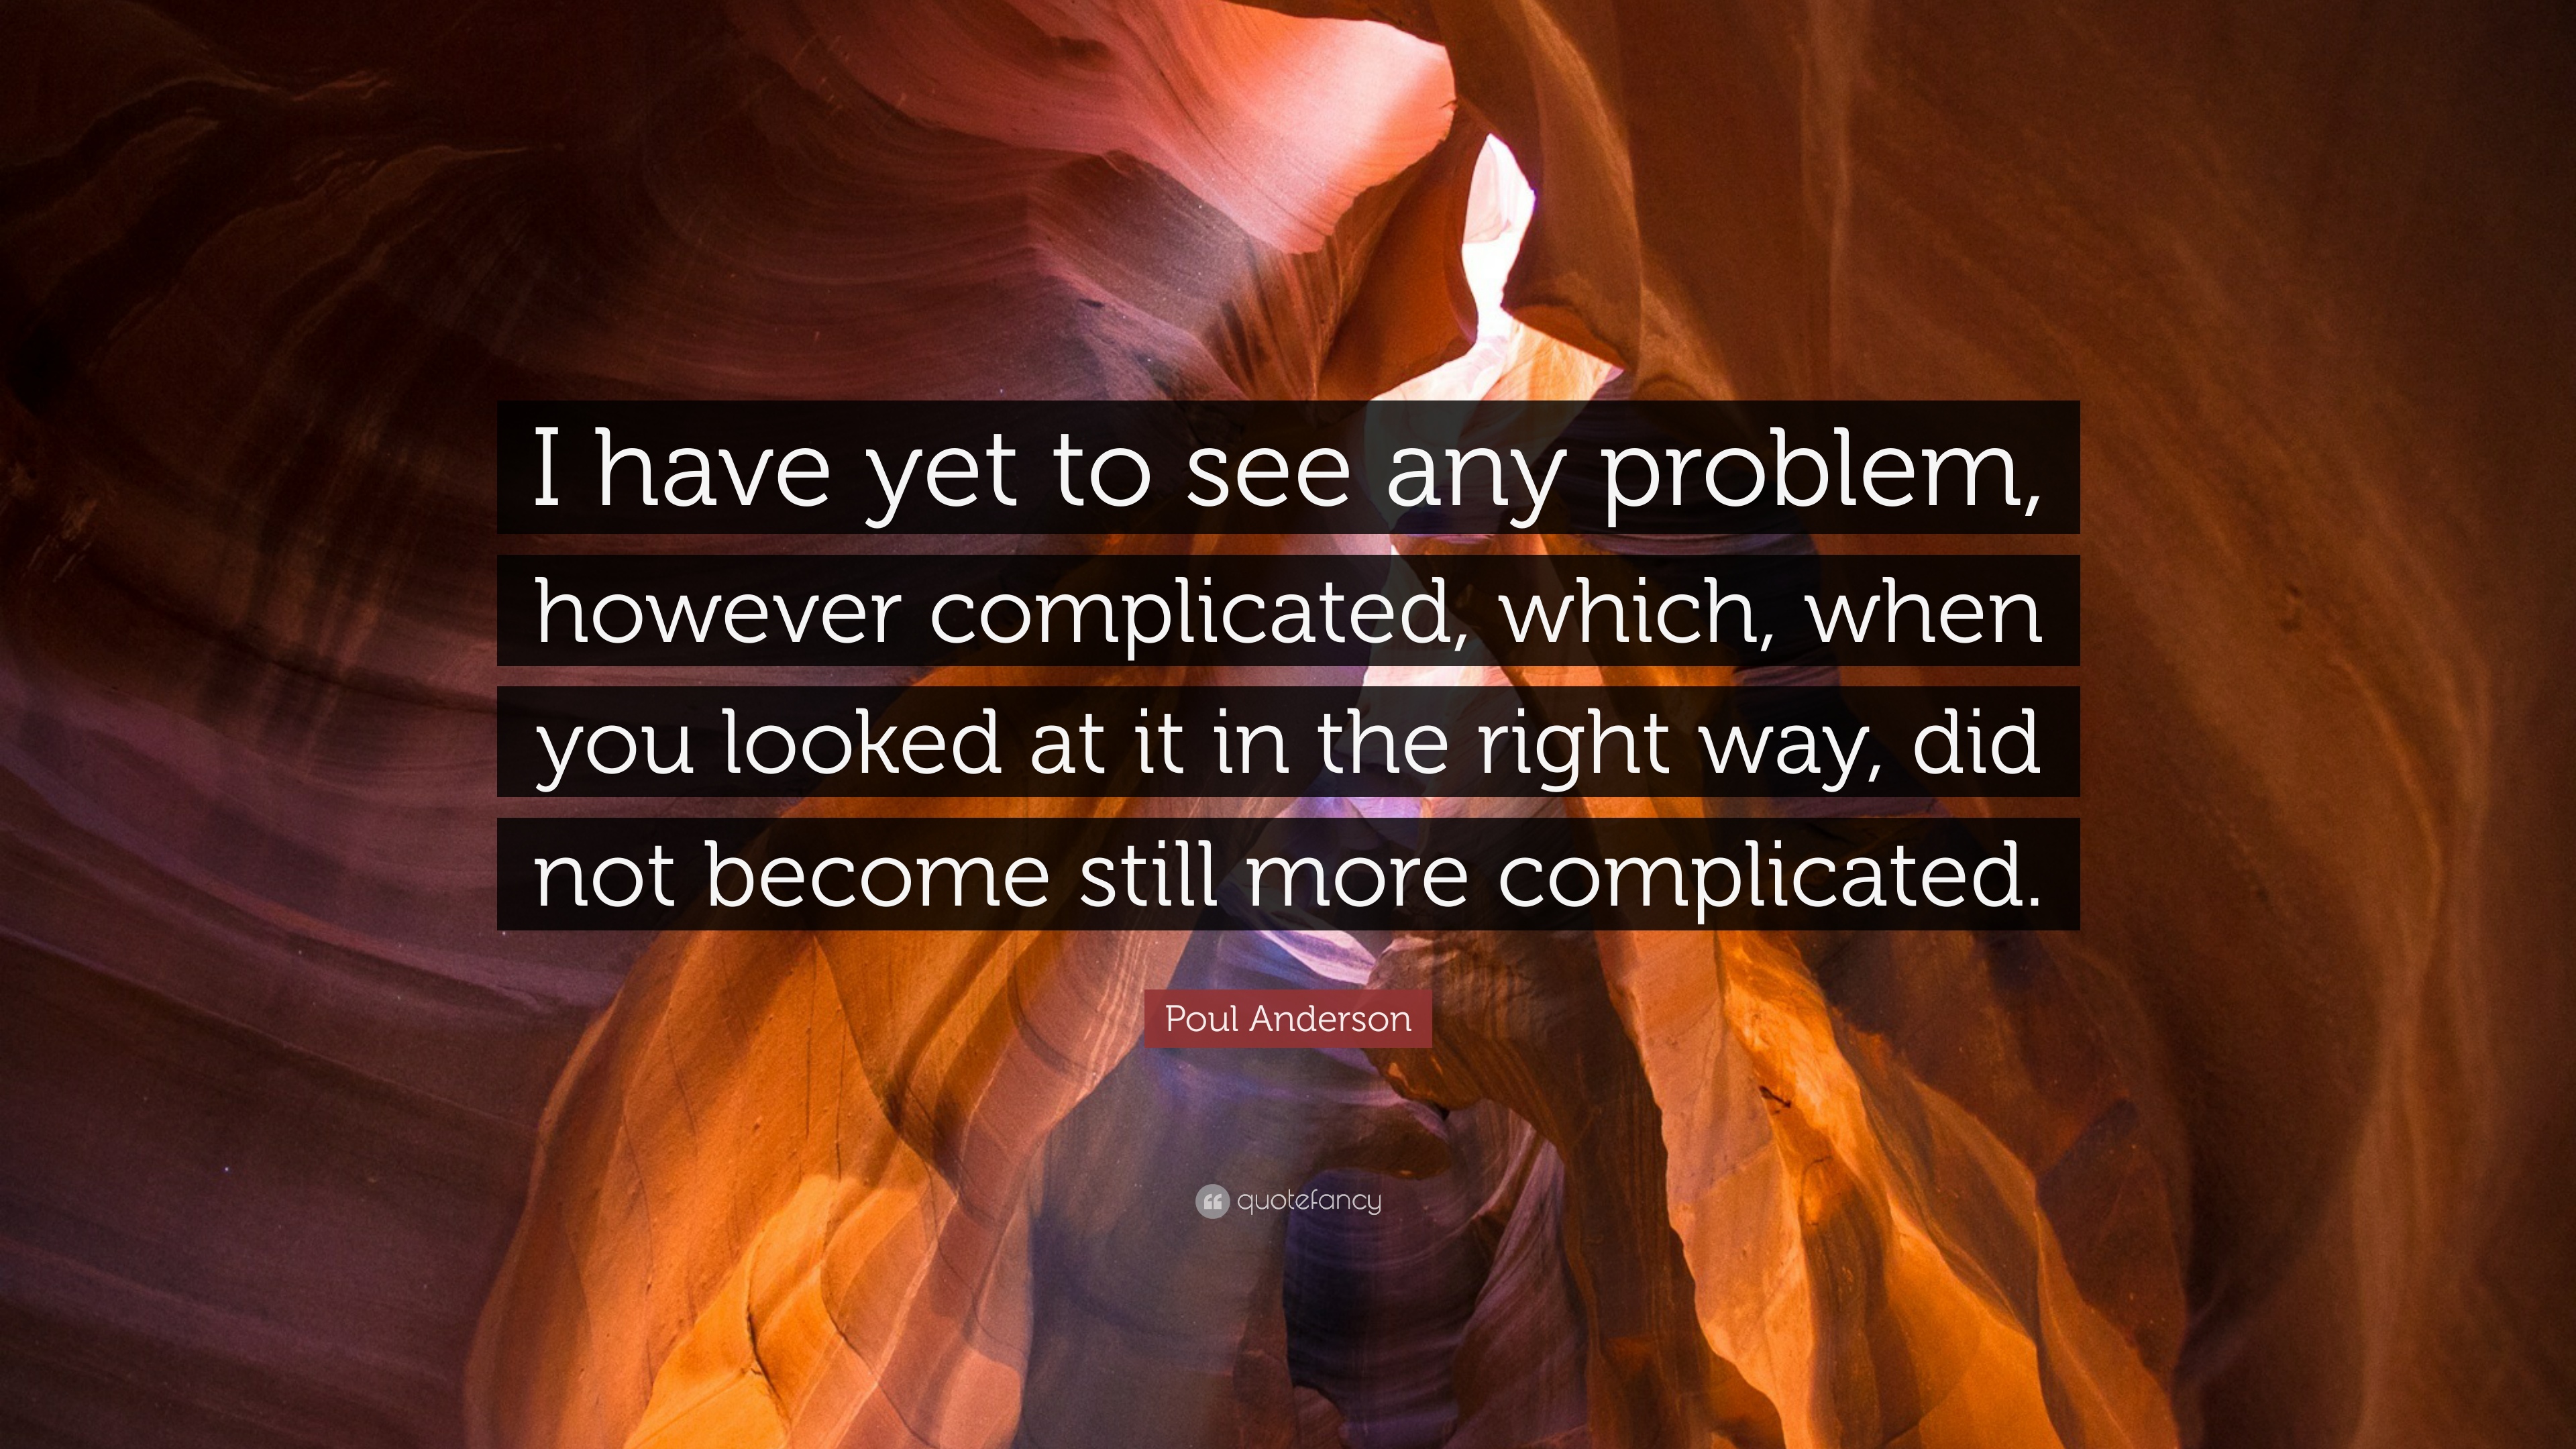 I have yet to see any problem,
however complicated, which, when
you looked at it in the right way, did
not become still more complicated.
Poul Anderson
quotefancy